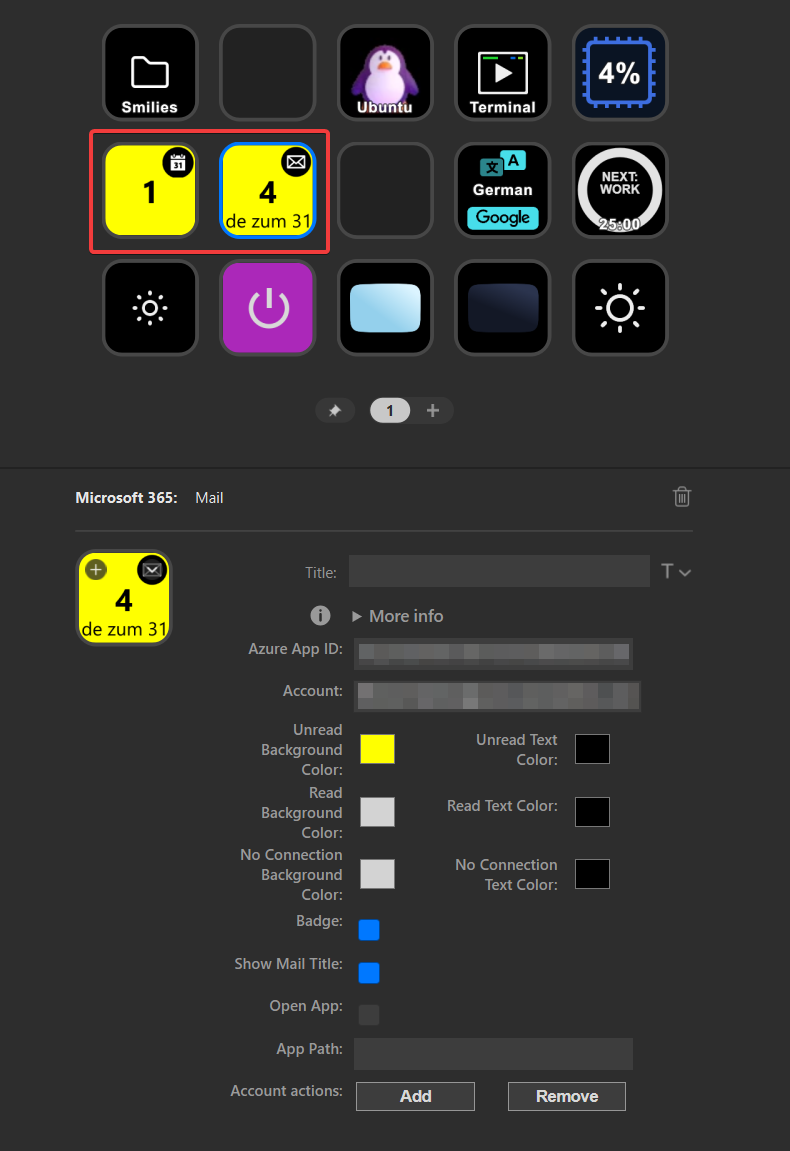 Smilies
Ubuntu
Terminal
4%
31
1
4
de zum 31
文 A
German
Google
NEXT:
WORK
25:00
1 +
Microsoft 365: Mail
4
de zum 31
Title:
T
i More info
Azure App ID:
Account:
Unread
Background
Color:
Unread Text
Color:
Read
Background
Color:
Read Text Color:
No Connection
Background
Color:
No Connection
Text Color:
Badge:
Show Mail Title:
Open App:
App Path:
Account actions:
Add
Remove